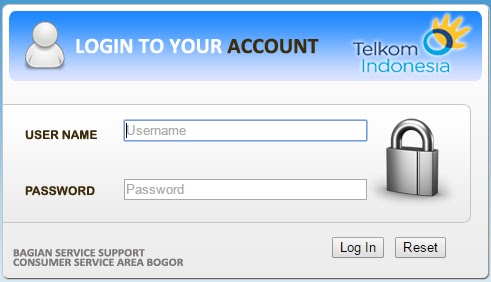 LOGIN TO YOUR ACCOUNT
Telkom
Indonesia
USER NAME
Username
PASSWORD
Password
Log In
Reset
BAGIAN SERVICE SUPPORT
CONSUMER SERVICE AREA BOGOR